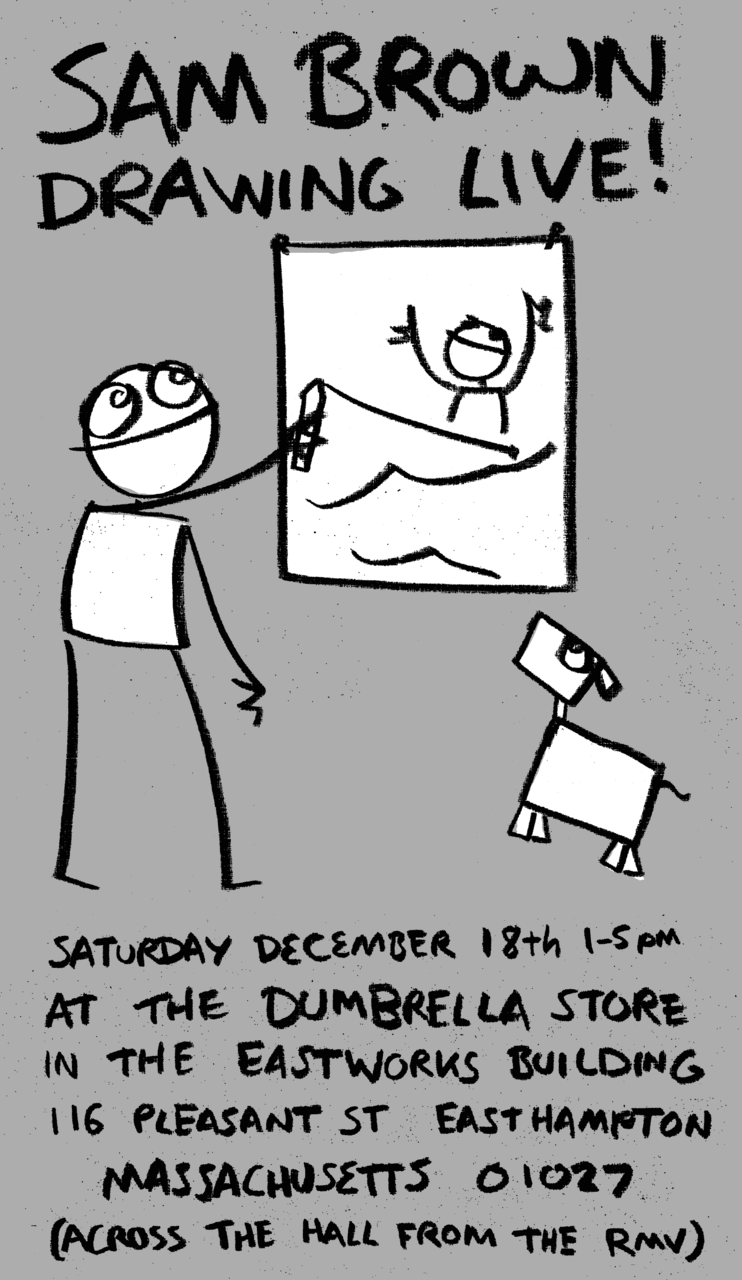 SAM BROWN
DRAWING LIVE!
SATURDAY DECEMBER 18th 1-5pm
AT THE DUMBRELLA STORE
IN THE EASTWORKS BUILDING
116 PLEASANT ST EASTHAMPTON
MASSACHUSETTS 01027
(ACROSS THE HALL FROM THE RMV)